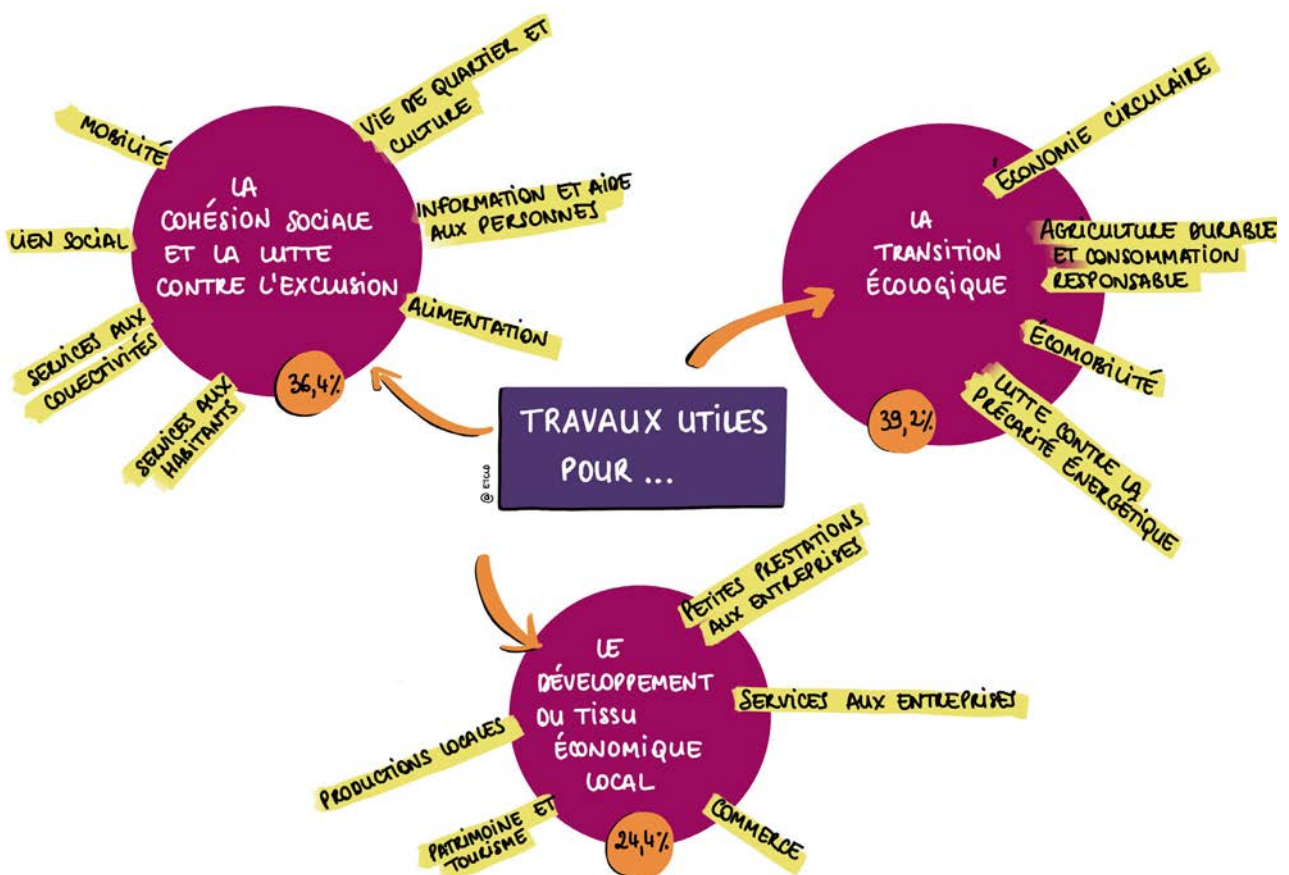 TRAVAUX UTILES
POUR ...
@ ETCLD
LA
COHÉSION SOCIALE
ET LA LUTTE
CONTRE L'EXCLUSION
36,4%
MOBILITÉ
LIEN SOCIAL
SERVICES AUX
COLLECTIVITÉS
SERVICES AUX
HABITANTS
VIE DE QUARTIER ET
CULTURE
INFORMATION ET AIDE
AUX PERSONNES
ALIMENTATION
LA
TRANSITION
ÉCOLOGIQUE
39,2%
ÉCONOMIE CIRCULAIRE
AGRICULTURE DURABLE
ET CONSOMMATION
RESPONSABLE
ÉCOMOBILITÉ
LUTTE CONTRE LA
PRÉCARITÉ ÉNERGÉTIQUE
LE
DÉVELOPPEMENT
DU TISSU
ÉCONOMIQUE
LOCAL
24,4%
PETITES PRESTATIONS
AUX ENTREPRISES
SERVICES AUX ENTREPRISES
COMMERCE
PRODUCTIONS LOCALES
PATRIMOINE ET
TOURISME